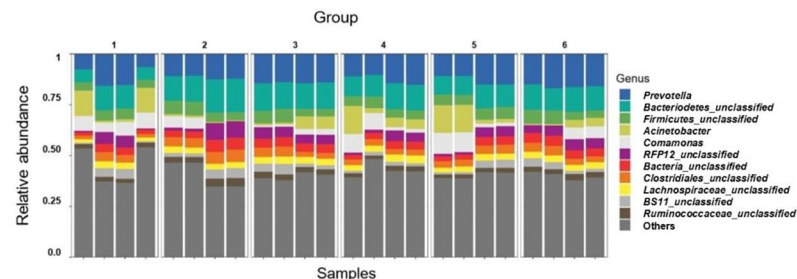 Group
1 2 3 4 5 6
Relative abundance
1
0.75
0.50
0.25
0.0
Samples
Genus
Prevotella
Bacteriodetes_unclassified
Firmicutes_unclassified
Acinetobacter
Comamonas
RFP12_unclassified
Bacteria_unclassified
Clostridiales_unclassified
Lachnospiraceae_unclassified
BS11_unclassified
Ruminococcaceae_unclassified
Others